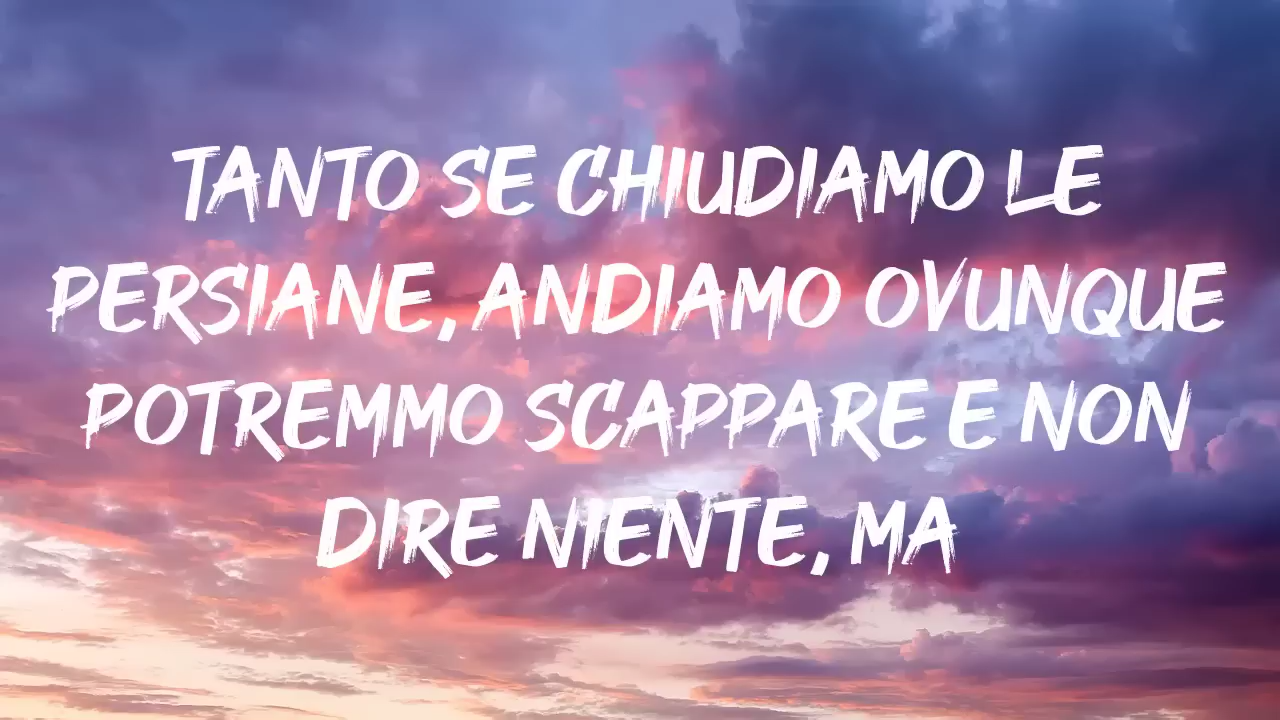 TANTO SE CHIUDIAMO LE
PERSIANE, ANDIAMO OVUNQUE
POTREMMO SCAPPARE E NON
DIRE NIENTE, MA